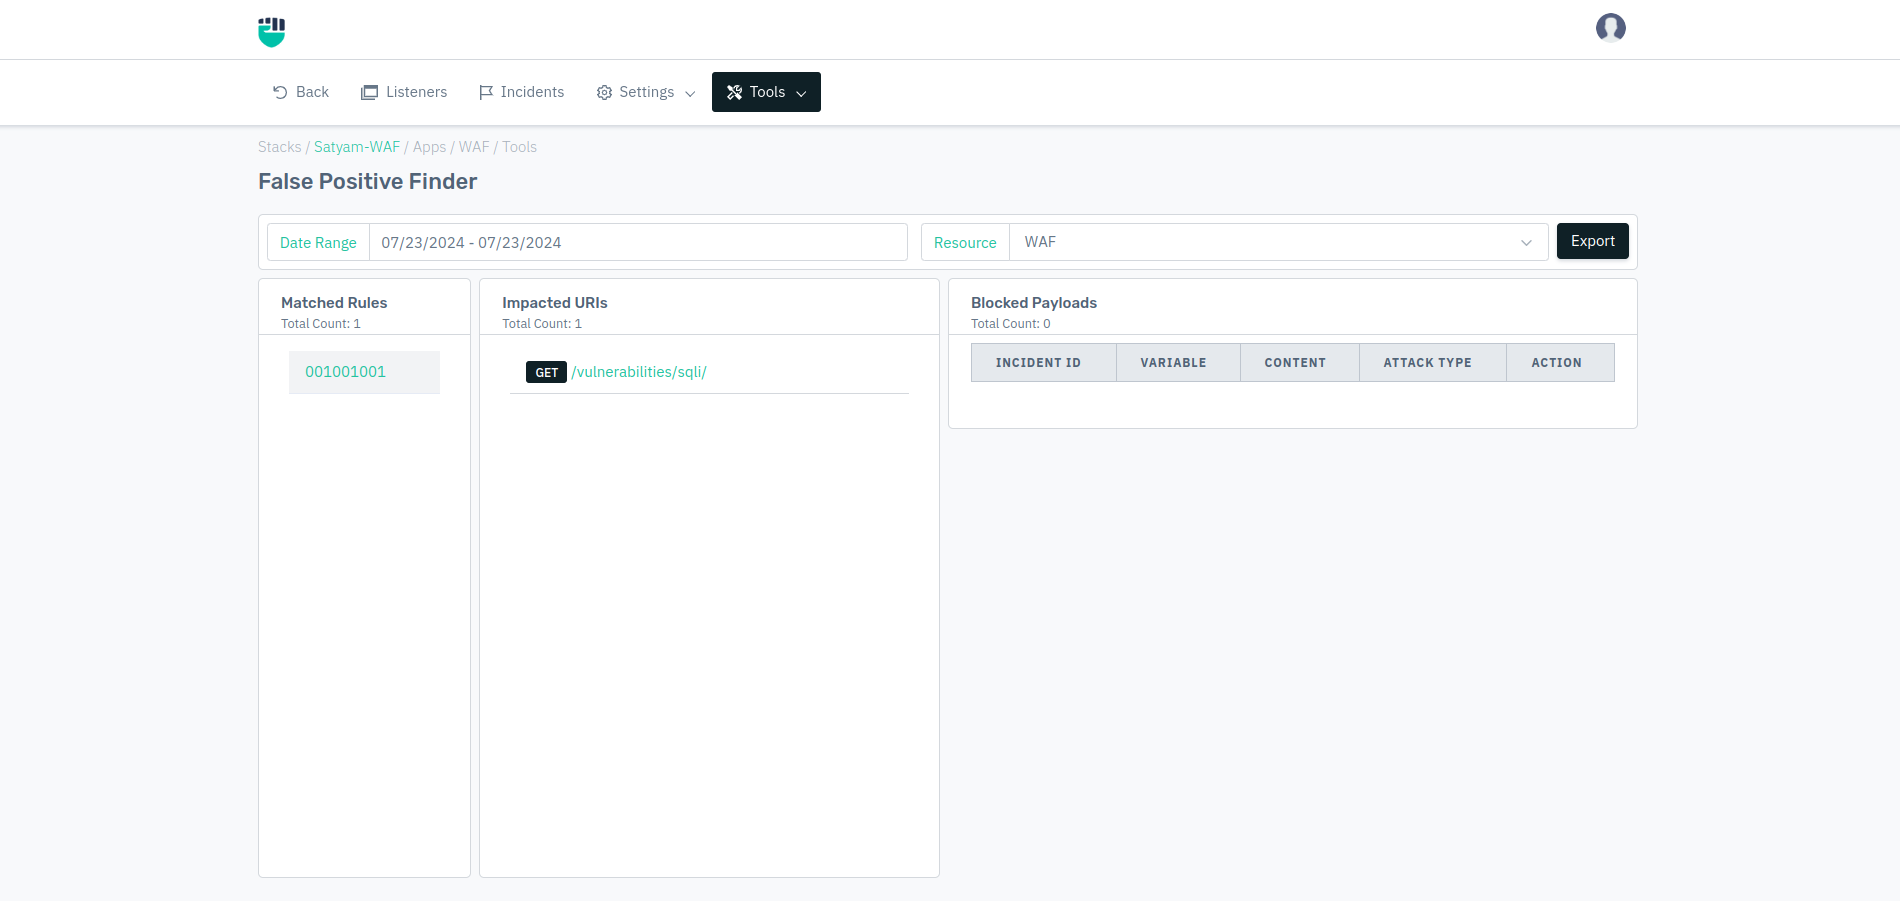 Back Listeners Incidents Settings Tools
Stacks / Satyam-WAF / Apps / WAF / Tools
False Positive Finder
Date Range 07/23/2024 - 07/23/2024 Resource WAF Export
Matched Rules
Total Count: 1
001001001
Impacted URIs
Total Count: 1
GET /vulnerabilities/sqli/
Blocked Payloads
Total Count: 0
INCIDENT ID VARIABLE CONTENT ATTACK TYPE ACTION